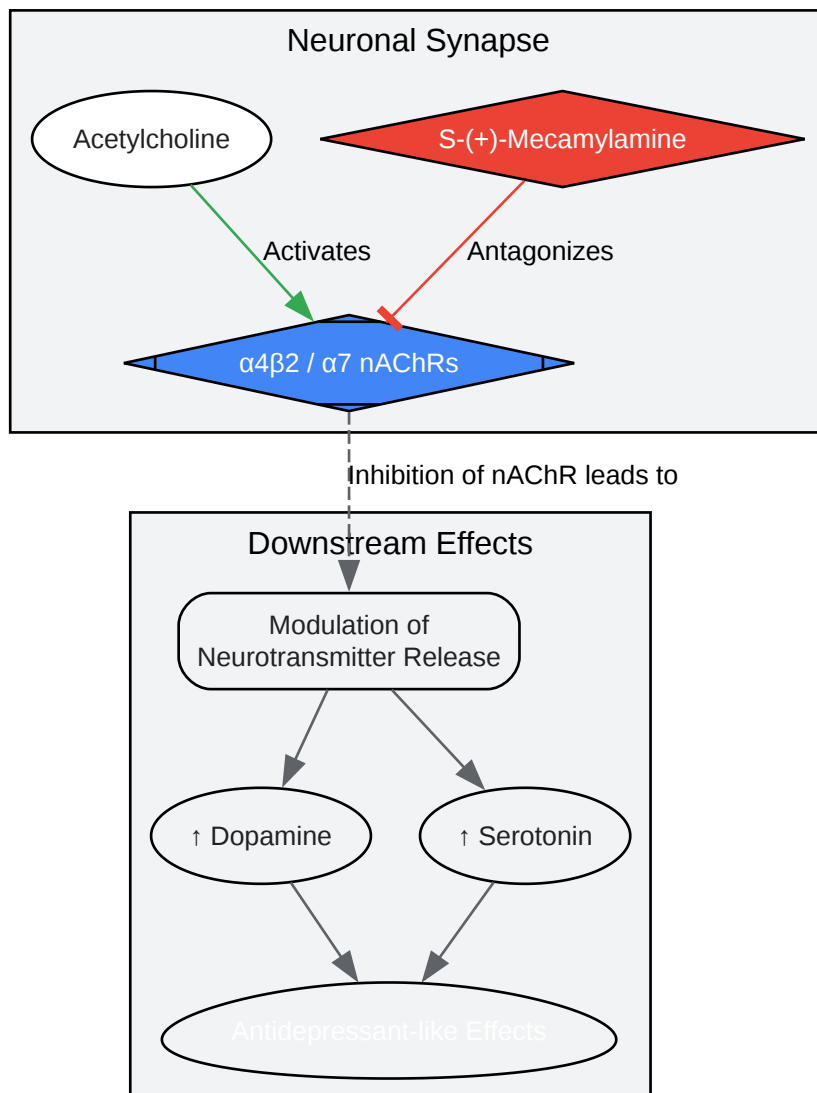 Neuronal Synapse
Acetylcholine
S-(+)-Mecamylamine
Activates
Antagonizes
α4β2 / α7 nAChRs
Inhibition of nAChR leads to
Downstream Effects
Modulation of
Neurotransmitter Release
↑ Dopamine
↑ Serotonin
Antidepressant-like Effects